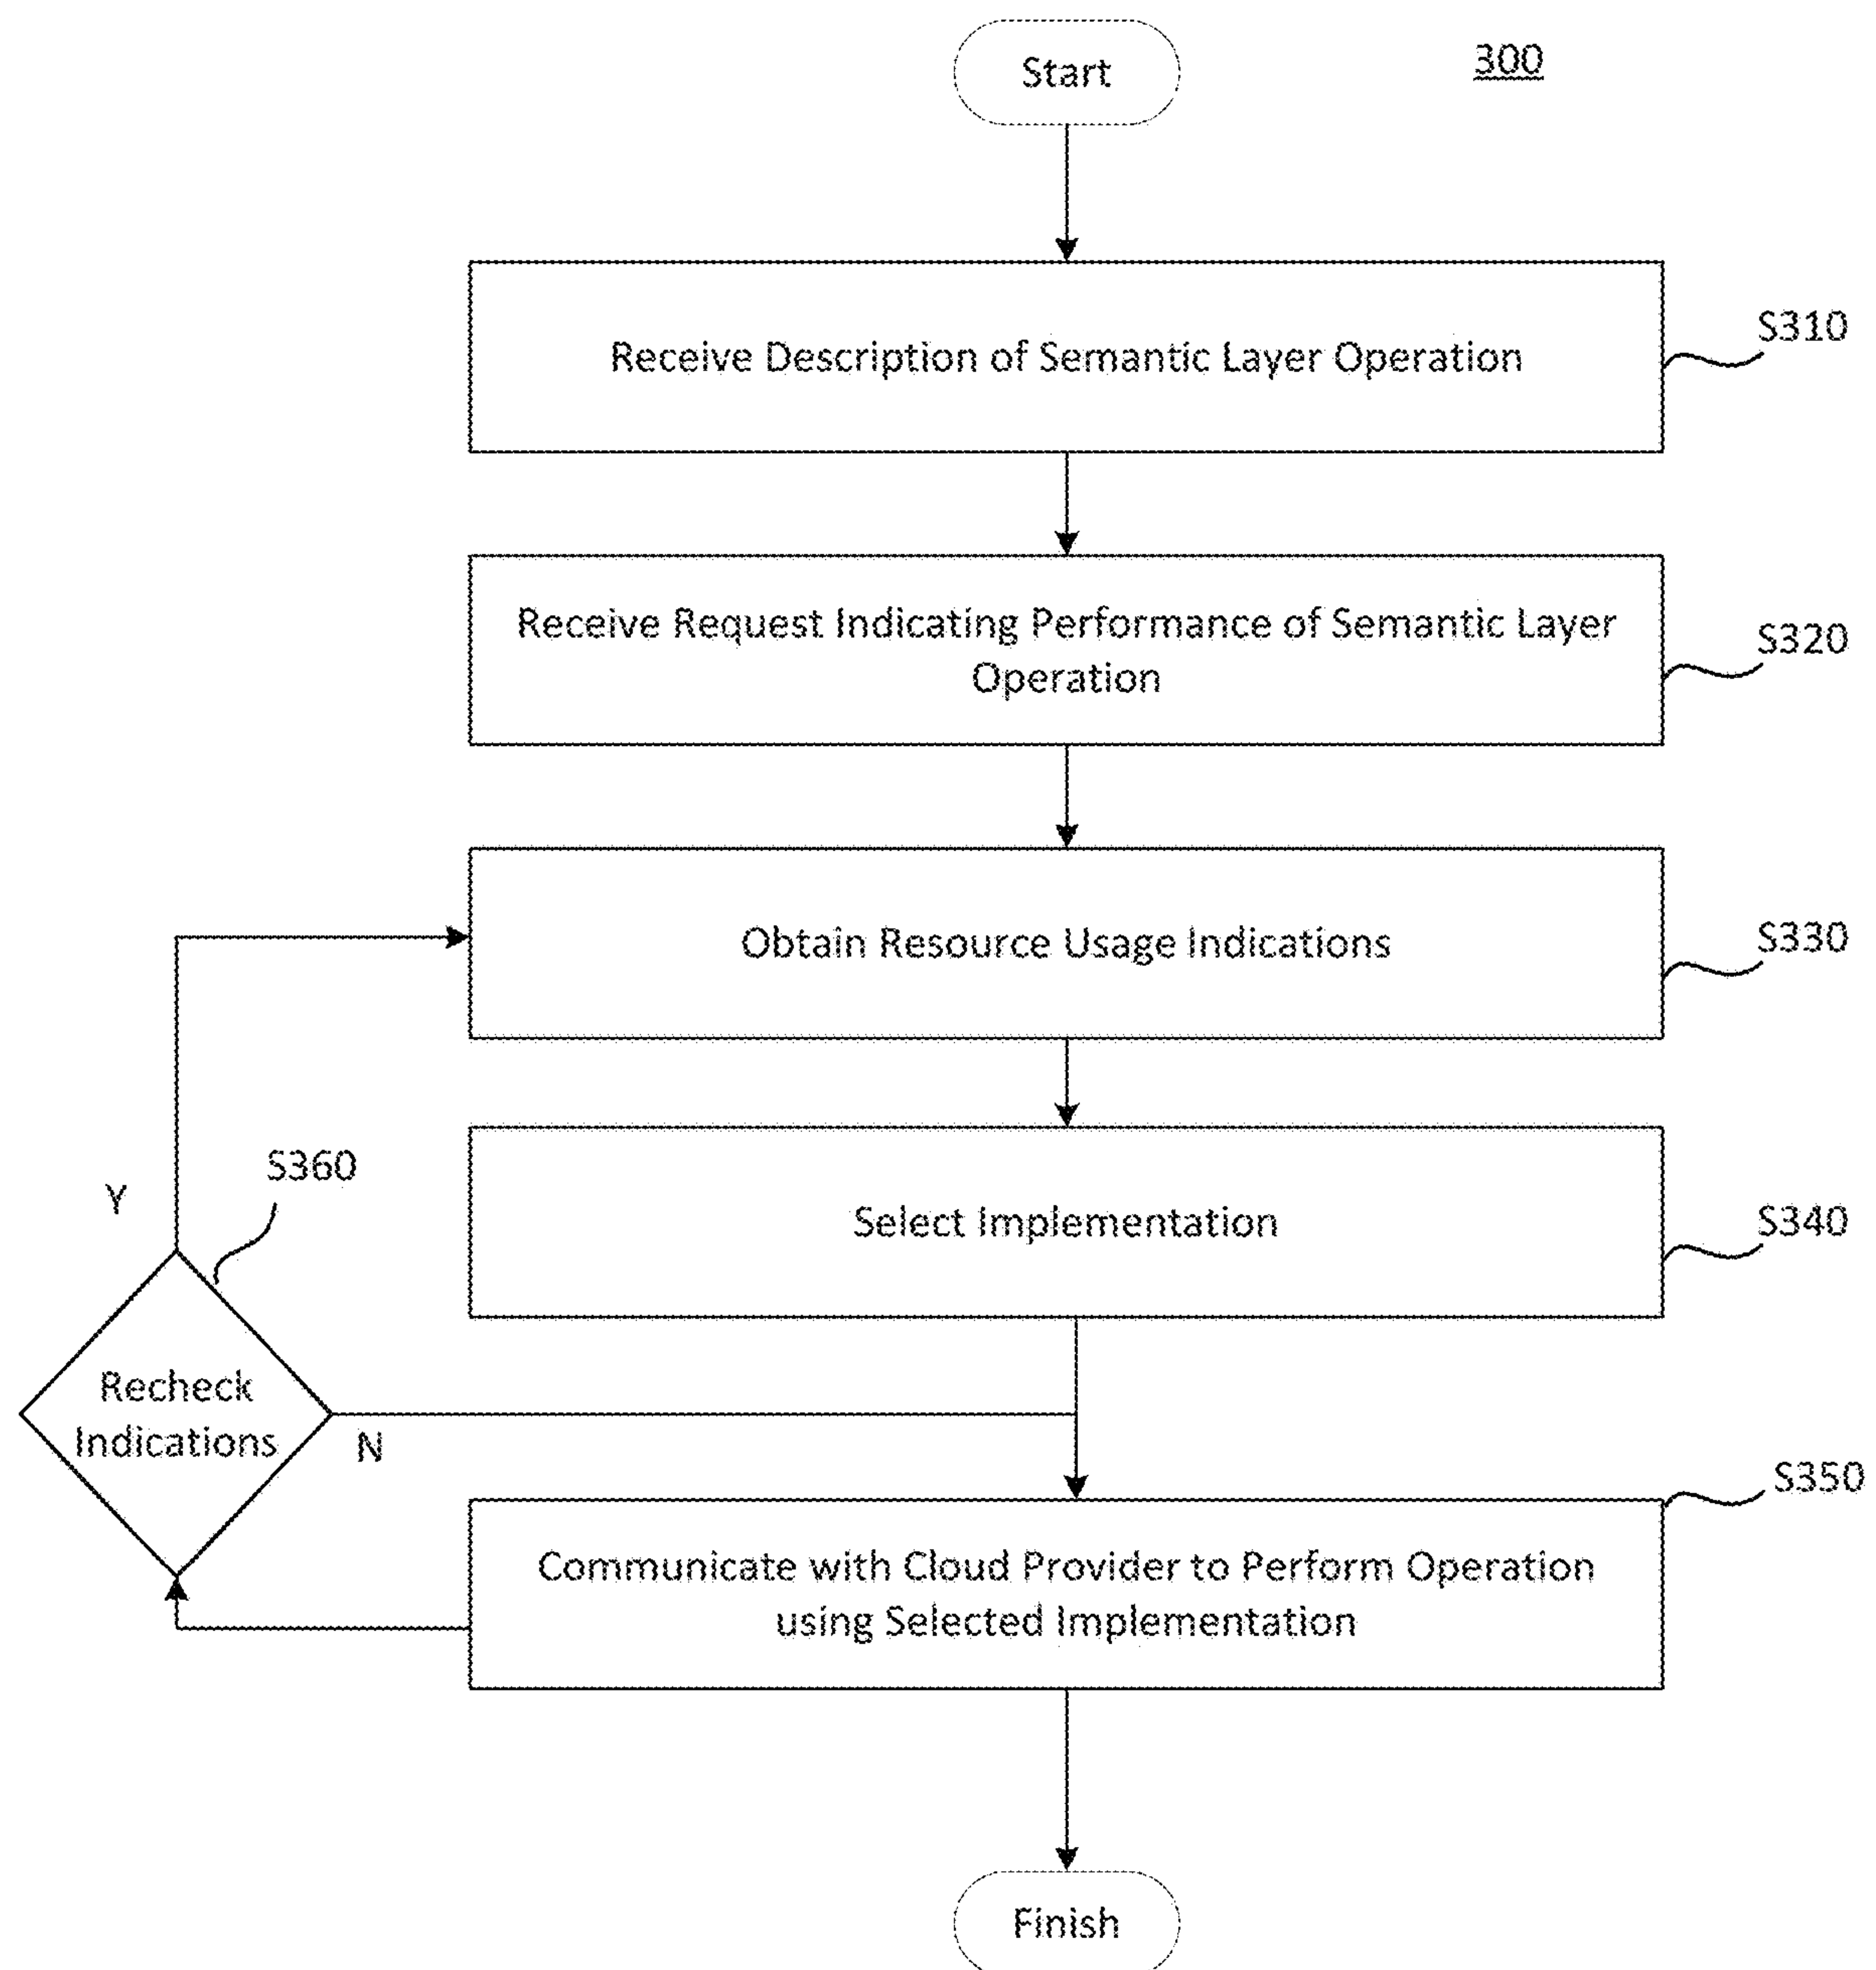 Start
300
Receive Description of Semantic Layer Operation
S310
Receive Request Indicating Performance of Semantic Layer
Operation
S320
Obtain Resource Usage Indications
S330
Select Implementation
S340
Y
S360
Recheck
Indications
N
Communicate with Cloud Provider to Perform Operation
using Selected Implementation
S350
Finish